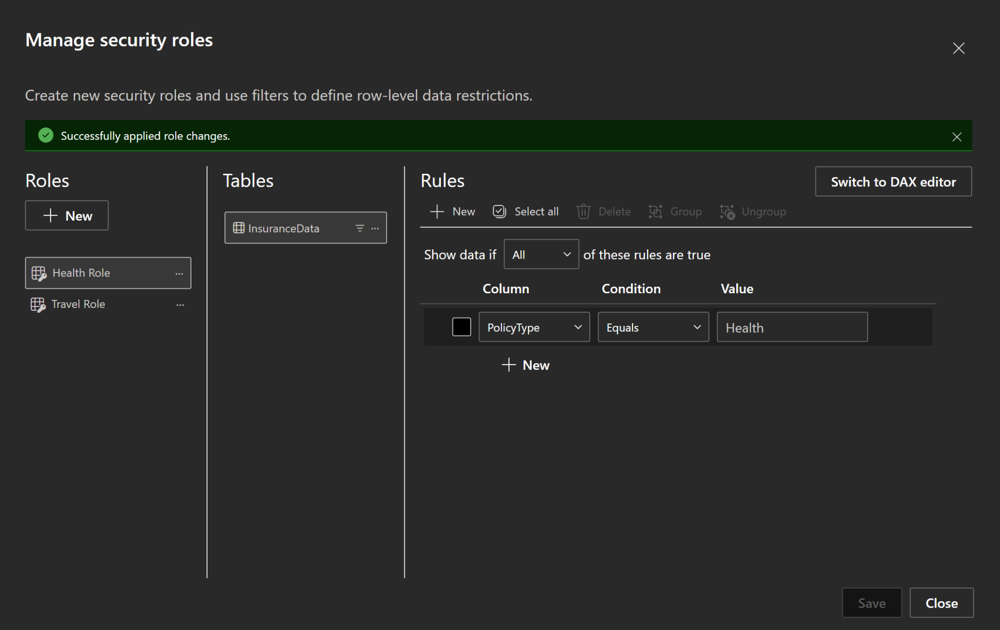 Manage security roles
Create new security roles and use filters to define row-level data restrictions.
Successfully applied role changes.
Roles
New
Health Role
Travel Role
Tables
InsuranceData
Rules
Switch to DAX editor
New Select all Delete Group Ungroup
Show data if All of these rules are true
Column Condition Value
PolicyType Equals Health
New
Save Close